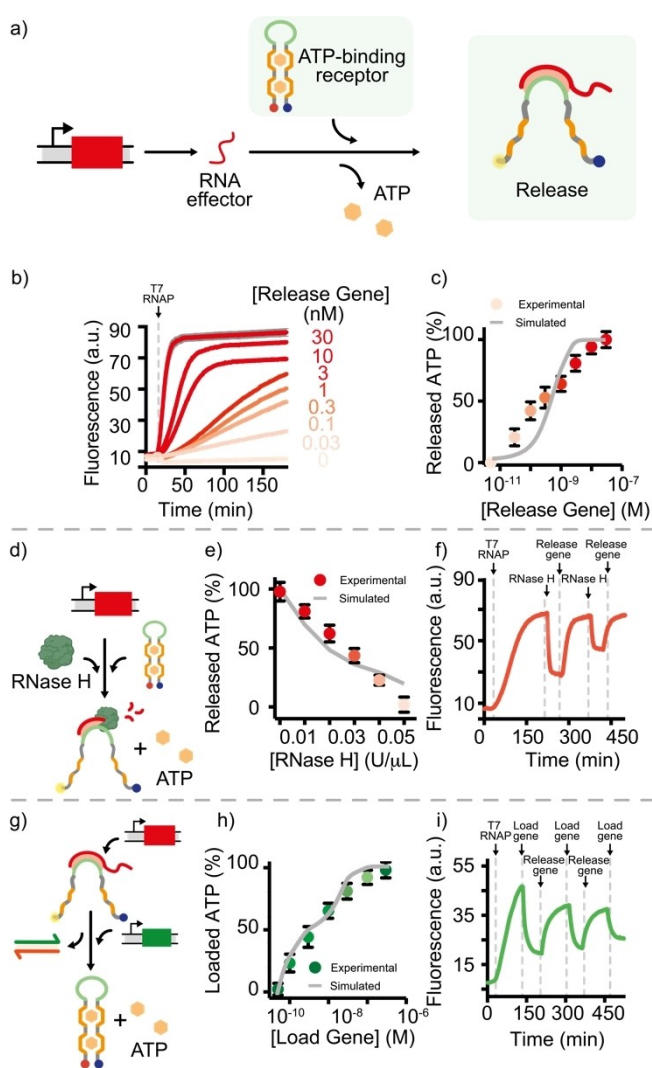 a)
ATP-binding
receptor
RNA
effector
ATP
Release
b)
T7
RNAP
[Release Gene]
(nM)
Fluorescence (a.u.)
90
70
50
30
10
0 50 100 150
Time (min)
30
10
3
1
0.3
0.1
0.03
0
c)
Experimental
Simulated
Released ATP (%)
100
50
0
10⁻¹¹ 10⁻⁹ 10⁻⁷
[Release Gene] (M)
d)
RNase H
+
ATP
e)
Released ATP (%)
100
50
0
Experimental
Simulated
0.01 0.03 0.05
[RNase H] (U/µL)
f)
T7
RNAP
Release
gene
Release
gene
RNase H
RNase H
Fluorescence (a.u.)
90
70
50
30
10
0 150 300 450
Time (min)
g)
+
ATP
h)
Loaded ATP (%)
100
50
0
Experimental
Simulated
10⁻¹⁰ 10⁻⁸ 10⁻⁶
[Load Gene] (M)
i)
T7
RNAP
Load
gene
Load
gene
Load
gene
Release
gene
Release
gene
Fluorescence (a.u.)
55
45
35
25
15
5
0 150 300 450
Time (min)